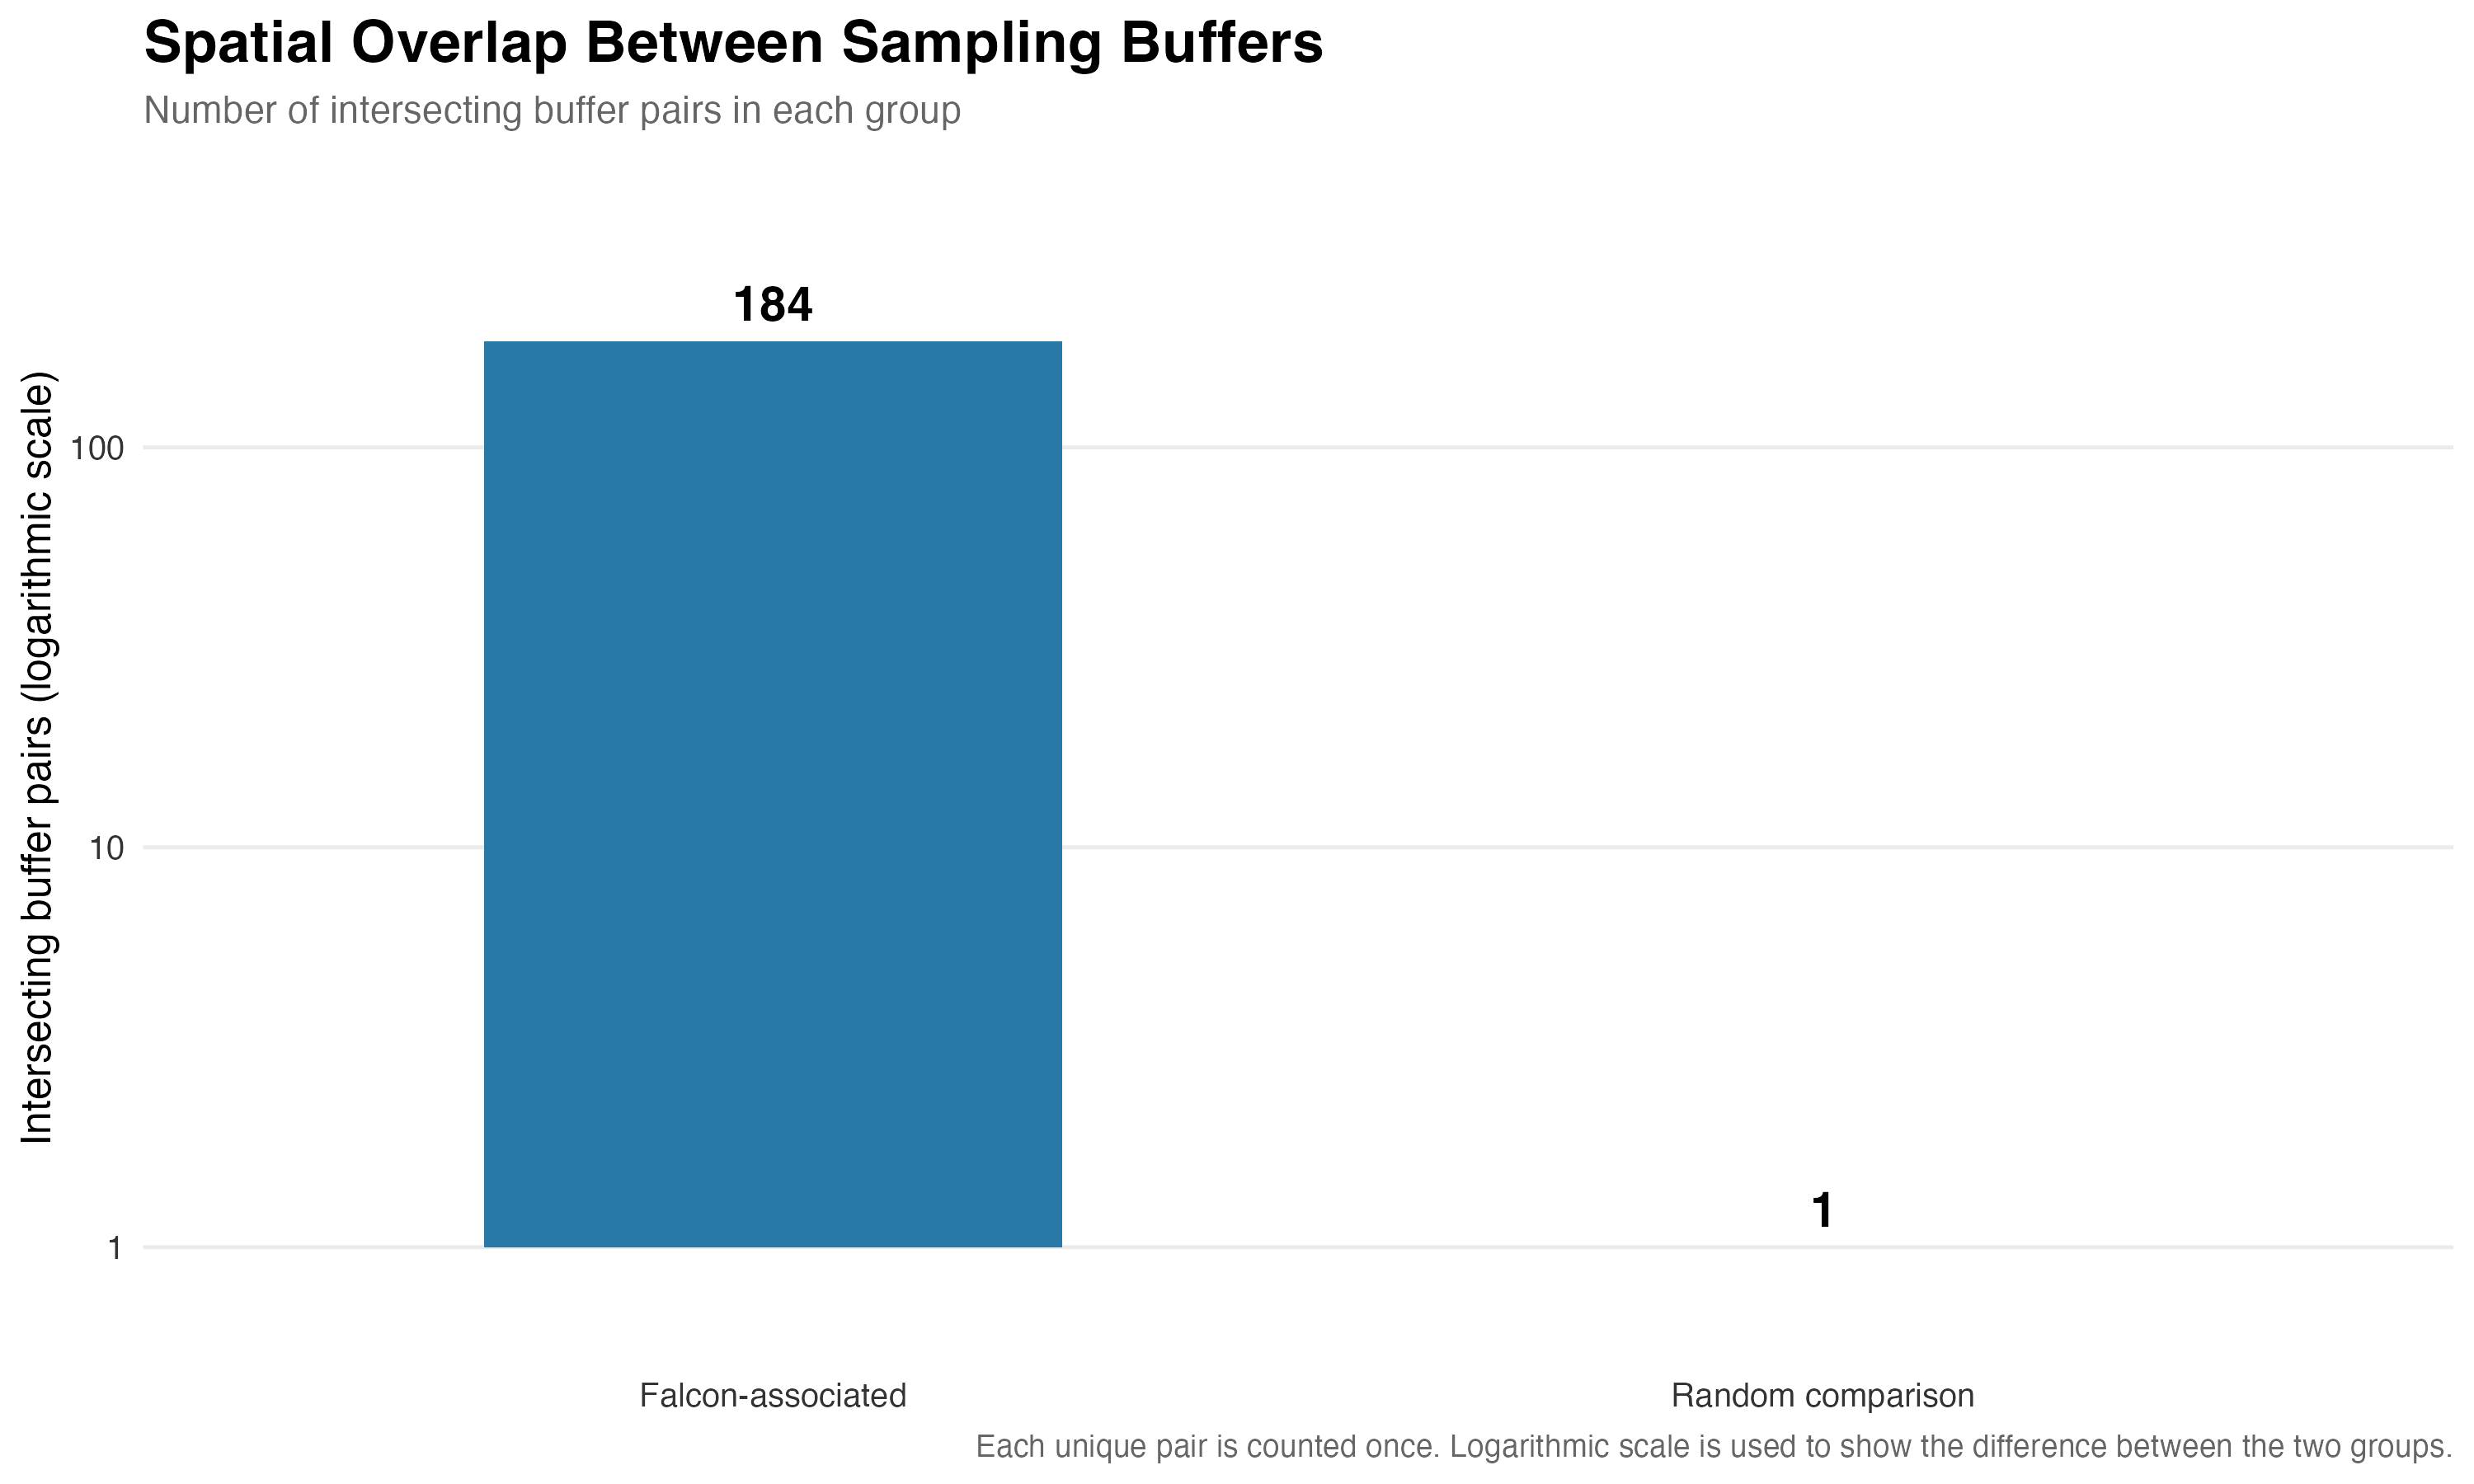 Spatial Overlap Between Sampling Buffers
Number of intersecting buffer pairs in each group
Intersecting buffer pairs (logarithmic scale)
184
100
10
1
1
Falcon-associated
Random comparison
Each unique pair is counted once. Logarithmic scale is used to show the difference between the two groups.